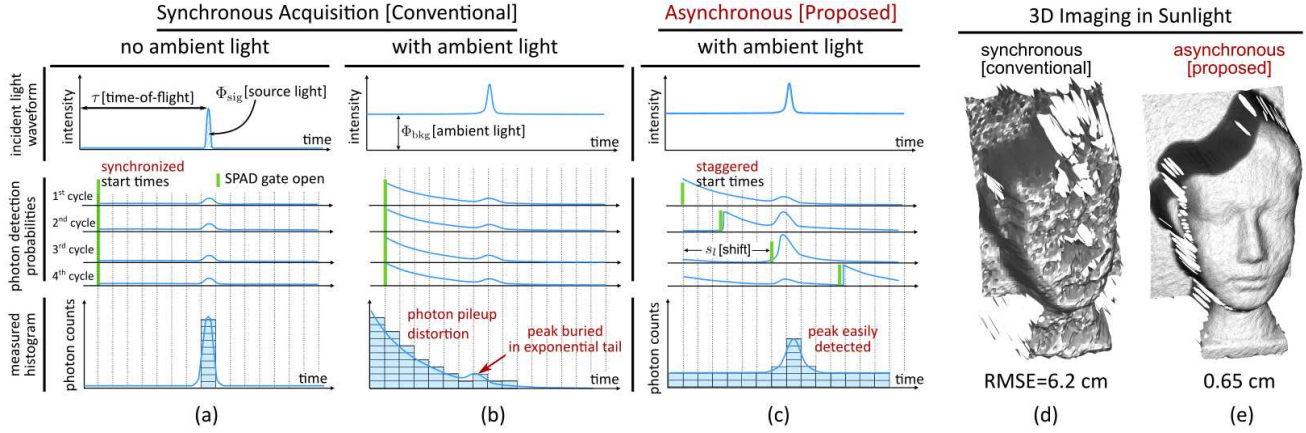 Synchronous Acquisition [Conventional]
Asynchronous [Proposed]
3D Imaging in Sunlight
no ambient light
with ambient light
with ambient light
synchronous
[conventional]
asynchronous
[proposed]
incident light
waveform
intensity
τ [time-of-flight]
Φsig [source light]
time
intensity
Φbkg [ambient light]
time
intensity
time
photon detection
probabilities
synchronized
start times
SPAD gate open
1st cycle
2nd cycle
3rd cycle
4th cycle
staggered
start times
sl [shift]
measured
histogram
photon counts
time
photon pileup
distortion
peak buried
in exponential tail
time
photon counts
peak easily
detected
time
RMSE=6.2 cm
0.65 cm
(a)
(b)
(c)
(d)
(e)